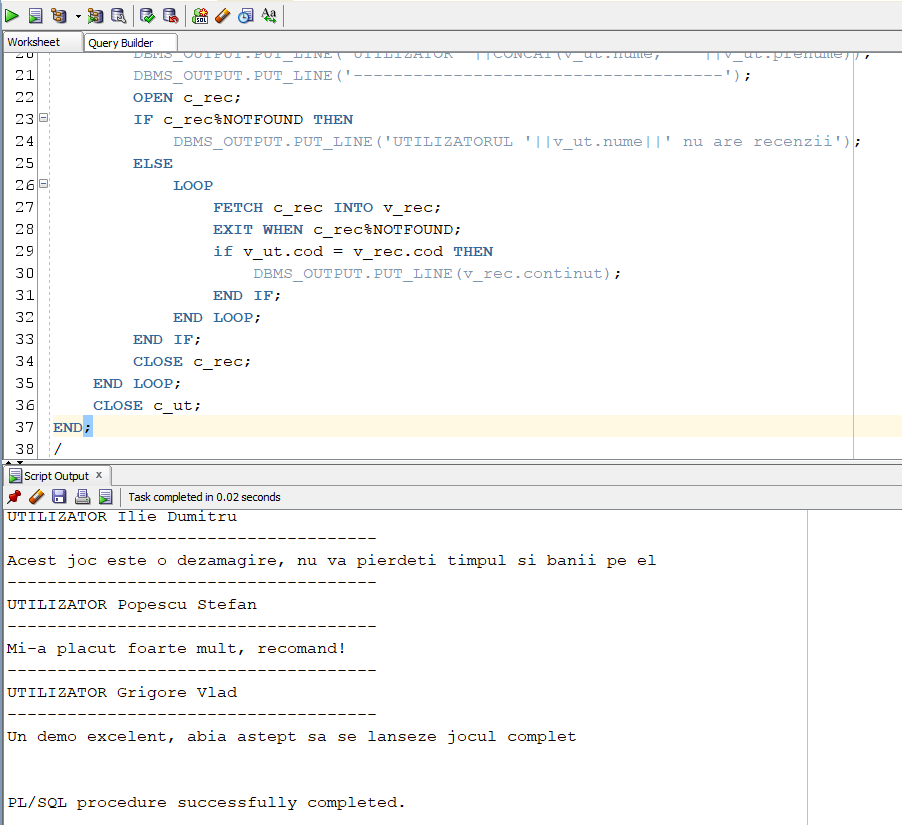 Worksheet Query Builder
20 DBMS_OUTPUT.PUT_LINE('UTILIZATOR '||CONCAT(v_ut.nume, ' '||v_ut.prenume));
21 DBMS_OUTPUT.PUT_LINE('-------------------------------------');
22 OPEN c_rec;
23 IF c_rec%NOTFOUND THEN
24 DBMS_OUTPUT.PUT_LINE('UTILIZATORUL '||v_ut.nume||' nu are recenzii');
25 ELSE
26 LOOP
27 FETCH c_rec INTO v_rec;
28 EXIT WHEN c_rec%NOTFOUND;
29 if v_ut.cod = v_rec.cod THEN
30 DBMS_OUTPUT.PUT_LINE(v_rec.continut);
31 END IF;
32 END LOOP;
33 END IF;
34 CLOSE c_rec;
35 END LOOP;
36 CLOSE c_ut;
37 END;
38 /
Script Output x
Task completed in 0.02 seconds
UTILIZATOR Ilie Dumitru
-------------------------------------
Acest joc este o dezamagire, nu va pierdeti timpul si banii pe el
-------------------------------------
UTILIZATOR Popescu Stefan
-------------------------------------
Mi-a placut foarte mult, recomand!
-------------------------------------
UTILIZATOR Grigore Vlad
-------------------------------------
Un demo excelent, abia astept sa se lanseze jocul complet
PL/SQL procedure successfully completed.